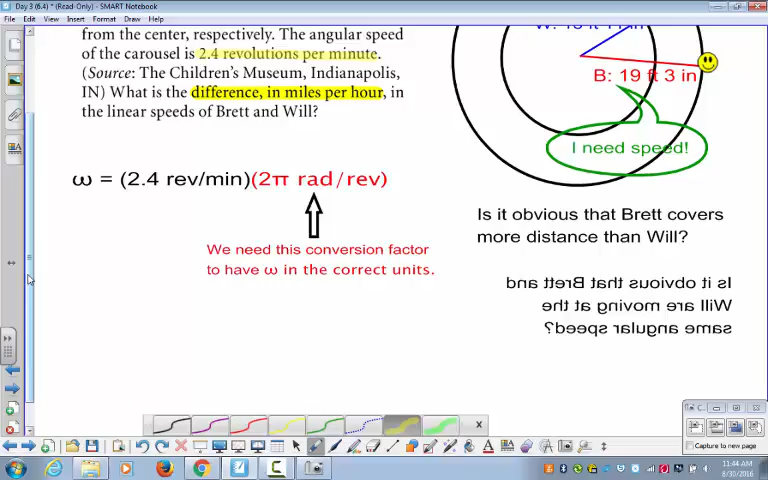 Day 3 (6.4) * (Read-Only) - SMART Notebook
File Edit View Insert Format Draw Help
from the center, respectively. The angular speed
of the carousel is 2.4 revolutions per minute.
(Source: The Children's Museum, Indianapolis,
IN) What is the difference, in miles per hour, in
the linear speeds of Brett and Will?
B: 19 ft 3 in
I need speed!
ω = (2.4 rev/min)(2π rad/rev)
We need this conversion factor
to have ω in the correct units.
Is it obvious that Brett covers
more distance than Will?
Is it obvious that Brett and
Will are moving at the
same angular speed?
Capture to new page
11:44 AM
8/30/2016